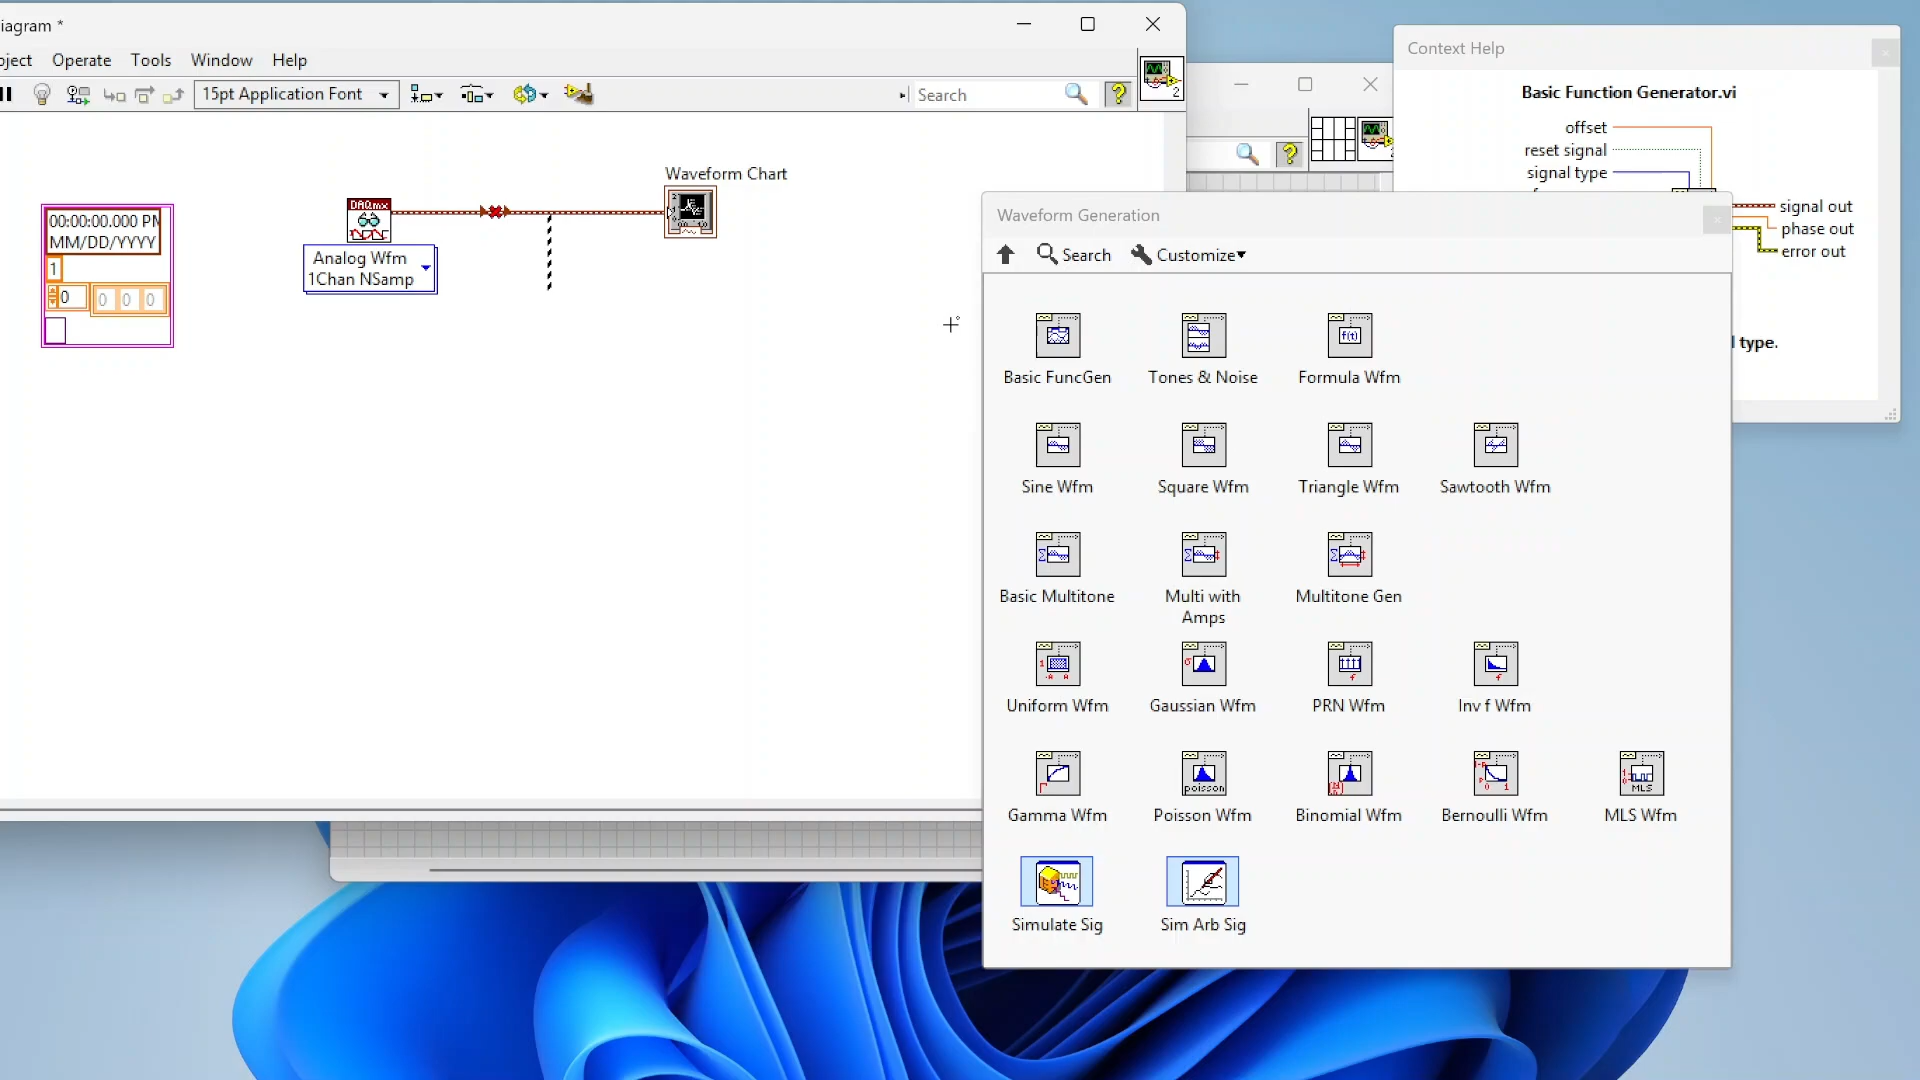 iagram *
oject Operate Tools Window Help
15pt Application Font
Search
?
2
00:00:00.000 PM
MM/DD/YYYY
1
0
0 0 0
DAQmx
Analog Wfm
1Chan NSamp
Waveform Chart
?
Context Help
Basic Function Generator.vi
offset
reset signal
signal type
signal out
phase out
error out
l type.
Waveform Generation
Search Customize
Basic FuncGen
Tones & Noise
f(t)
Formula Wfm
Sine Wfm
Square Wfm
Triangle Wfm
Sawtooth Wfm
Basic Multitone
Multi with
Amps
Multitone Gen
Uniform Wfm
Gaussian Wfm
PRN Wfm
Inv f Wfm
Gamma Wfm
poisson
Poisson Wfm
Binomial Wfm
Bernoulli Wfm
MLS
MLS Wfm
Simulate Sig
Sim Arb Sig